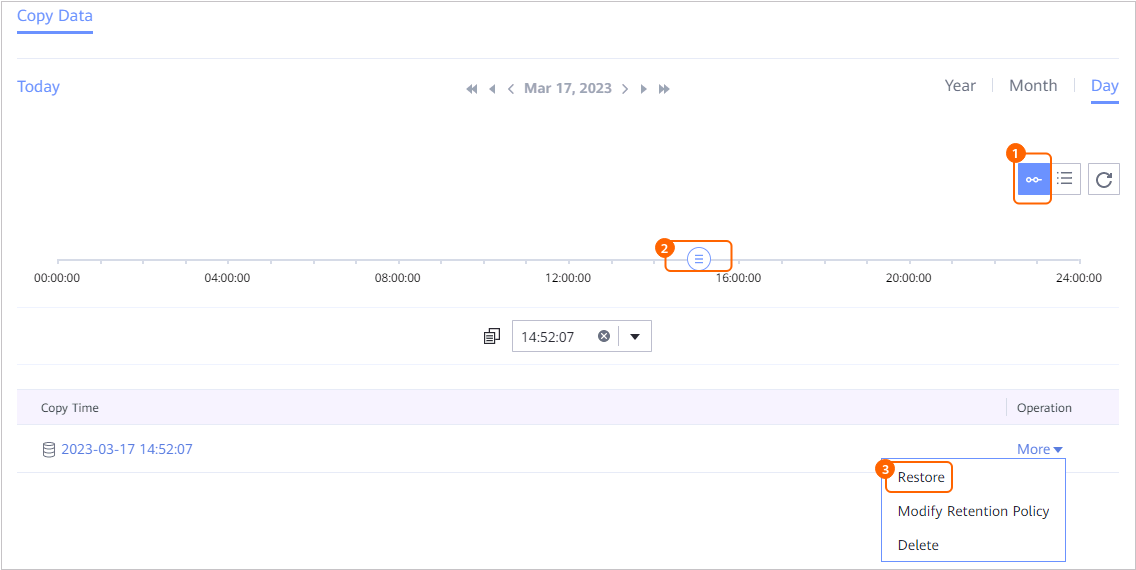 Copy Data
Today
Mar 17, 2023
Year Month Day
1
2
00:00:00 04:00:00 08:00:00 12:00:00 16:00:00 20:00:00 24:00:00
14:52:07
Copy Time Operation
2023-03-17 14:52:07 More
3 Restore
Modify Retention Policy
Delete